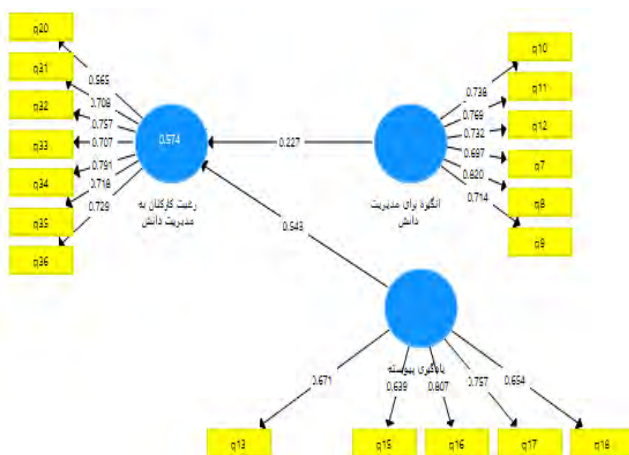 q20
q31
q32
q33
q34
q35
q36
0.565
0.708
0.757
0.707
0.791
0.718
0.729
0.574
رغبت کارکنان به
مدیریت دانش
0.227
0.543
انگیزه برای مدیریت
دانش
0.738
0.769
0.732
0.697
0.620
0.714
q10
q11
q12
q7
q8
q9
یادگیری پیوسته
0.671
0.639
0.807
0.757
0.654
q13
q15
q16
q17
q18